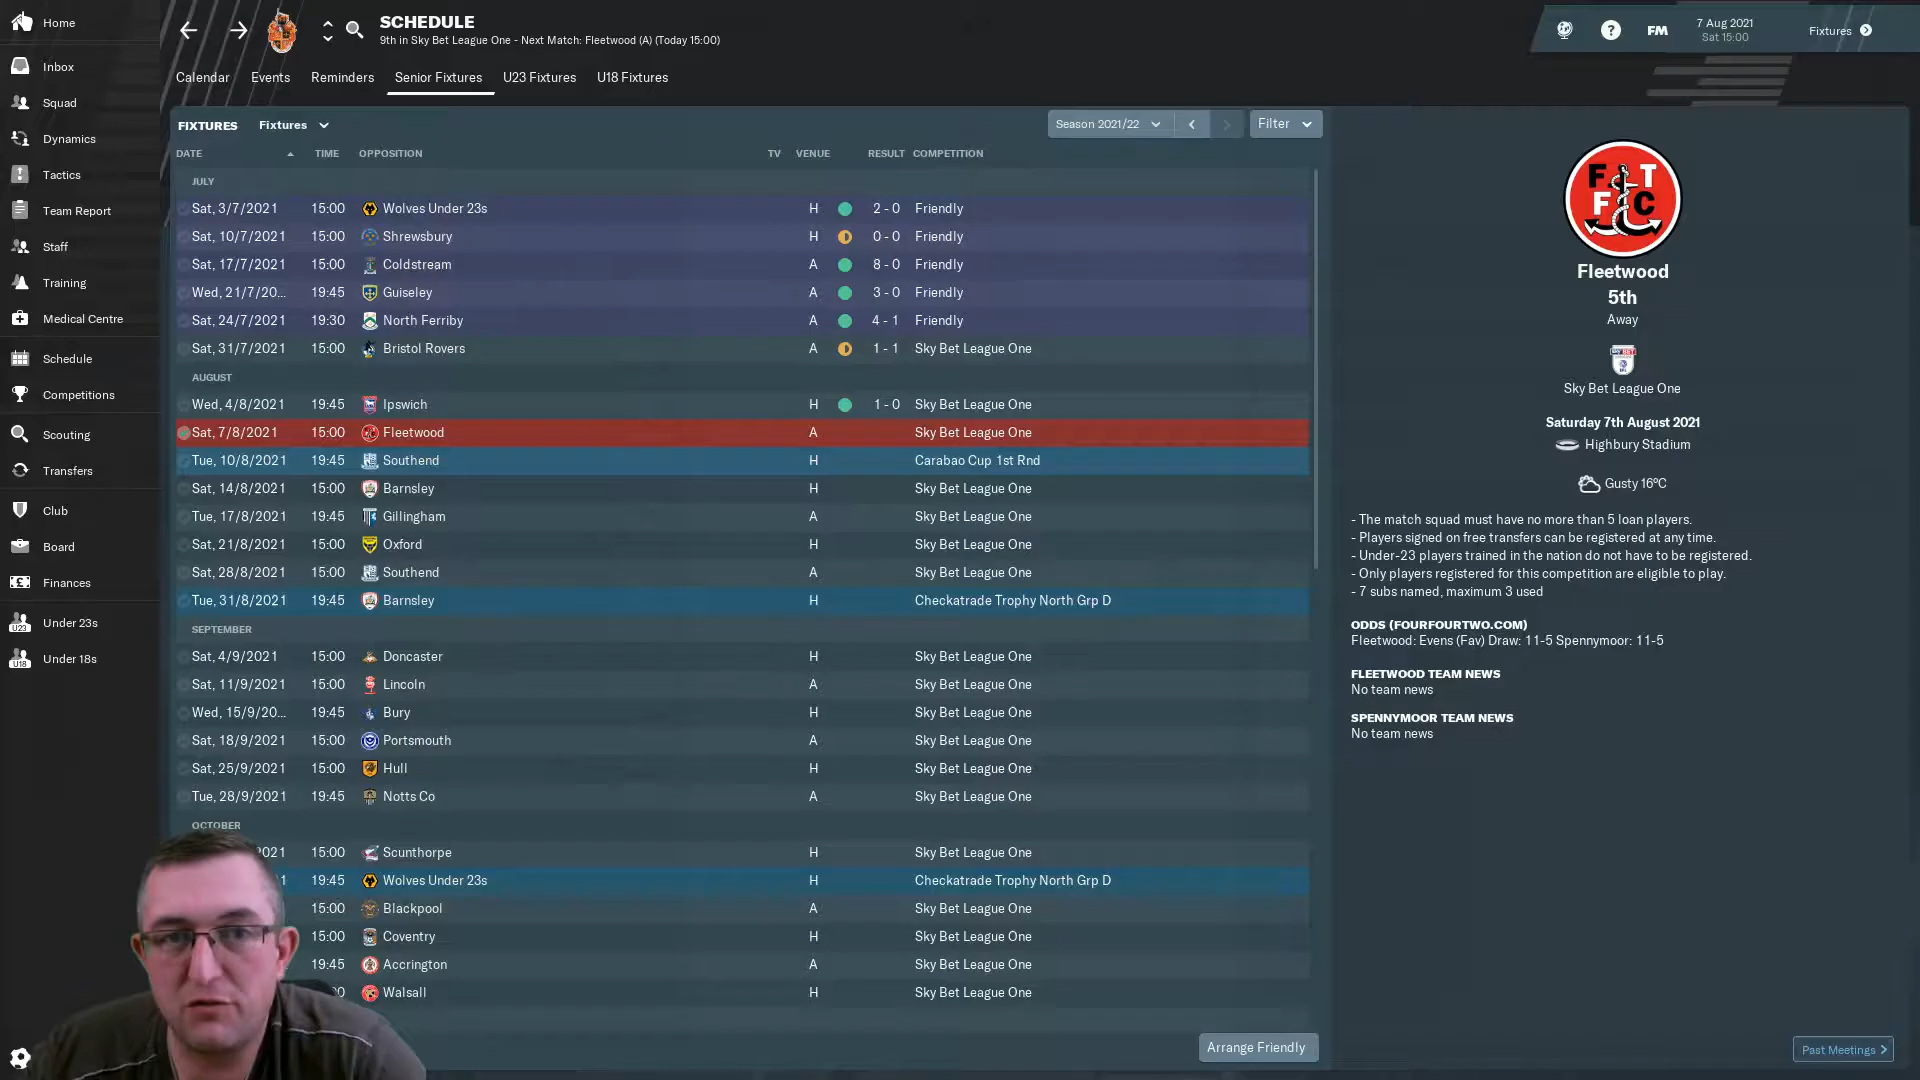 Home
SCHEDULE
9th in Sky Bet League One - Next Match: Fleetwood (A) (Today 15:00)
FM
7 Aug 2021
Sat 15:00
Fixtures
Inbox
Squad
Dynamics
Tactics
Team Report
Staff
Training
Medical Centre
Schedule
Competitions
Scouting
Transfers
Club
Board
Finances
U23
Under 23s
U18
Under 18s
Calendar Events Reminders Senior Fixtures U23 Fixtures U18 Fixtures
FIXTURES Fixtures Season 2021/22 Filter
DATE TIME OPPOSITION TV VENUE RESULT COMPETITION
JULY
Sat, 3/7/2021 15:00 Wolves Under 23s H 2 - 0 Friendly
Sat, 10/7/2021 15:00 Shrewsbury H 0 - 0 Friendly
Sat, 17/7/2021 15:00 Coldstream A 8 - 0 Friendly
Wed, 21/7/20... 19:45 Guiseley A 3 - 0 Friendly
Sat, 24/7/2021 19:30 North Ferriby A 4 - 1 Friendly
Sat, 31/7/2021 15:00 Bristol Rovers A 1 - 1 Sky Bet League One
AUGUST
Wed, 4/8/2021 19:45 Ipswich H 1 - 0 Sky Bet League One
Sat, 7/8/2021 15:00 Fleetwood A Sky Bet League One
Tue, 10/8/2021 19:45 Southend H Carabao Cup 1st Rnd
Sat, 14/8/2021 15:00 Barnsley H Sky Bet League One
Tue, 17/8/2021 19:45 Gillingham A Sky Bet League One
Sat, 21/8/2021 15:00 Oxford H Sky Bet League One
Sat, 28/8/2021 15:00 Southend A Sky Bet League One
Tue, 31/8/2021 19:45 Barnsley H Checkatrade Trophy North Grp D
SEPTEMBER
Sat, 4/9/2021 15:00 Doncaster H Sky Bet League One
Sat, 11/9/2021 15:00 Lincoln A Sky Bet League One
Wed, 15/9/20... 19:45 Bury H Sky Bet League One
Sat, 18/9/2021 15:00 Portsmouth A Sky Bet League One
Sat, 25/9/2021 15:00 Hull H Sky Bet League One
Tue, 28/9/2021 19:45 Notts Co A Sky Bet League One
OCTOBER
2021 15:00 Scunthorpe H Sky Bet League One
1 19:45 Wolves Under 23s H Checkatrade Trophy North Grp D
15:00 Blackpool A Sky Bet League One
15:00 Coventry H Sky Bet League One
19:45 Accrington A Sky Bet League One
Walsall H Sky Bet League One
Arrange Friendly
F T
F C
Fleetwood
5th
Away
SKY BET
EFL
Sky Bet League One
Saturday 7th August 2021
Highbury Stadium
Gusty 16ºC
- The match squad must have no more than 5 loan players.
- Players signed on free transfers can be registered at any time.
- Under-23 players trained in the nation do not have to be registered.
- Only players registered for this competition are eligible to play.
- 7 subs named, maximum 3 used
ODDS (FOURFOURTWO.COM)
Fleetwood: Evens (Fav) Draw: 11-5 Spennymoor: 11-5
FLEETWOOD TEAM NEWS
No team news
SPENNYMOOR TEAM NEWS
No team news
Past Meetings